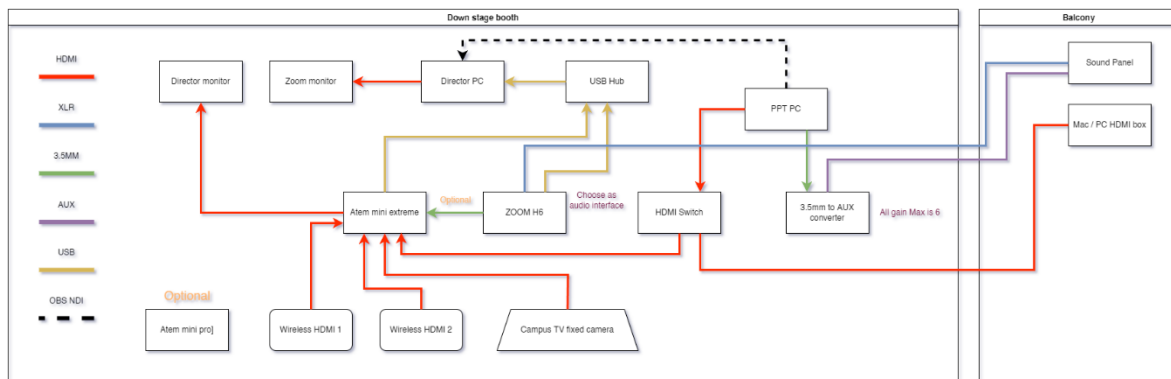 Down stage booth
Balcony
HDMI
XLR
3.5MM
AUX
USB
OBS NDI
Director monitor
Zoom monitor
Director PC
USB Hub
PPT PC
Sound Panel
Mac / PC HDMI box
Atem mini extreme
Optional
ZOOM H6
Choose as
audio interface
HDMI Switch
3.5mm to AUX
converter
All gain Max is 6
Optional
Atem mini pro]
Wireless HDMI 1
Wireless HDMI 2
Campus TV fixed camera